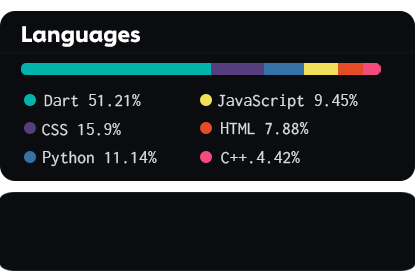 Languages
Dart 51.21%
JavaScript 9.45%
CSS 15.9%
HTML 7.88%
Python 11.14%
C++.4.42%